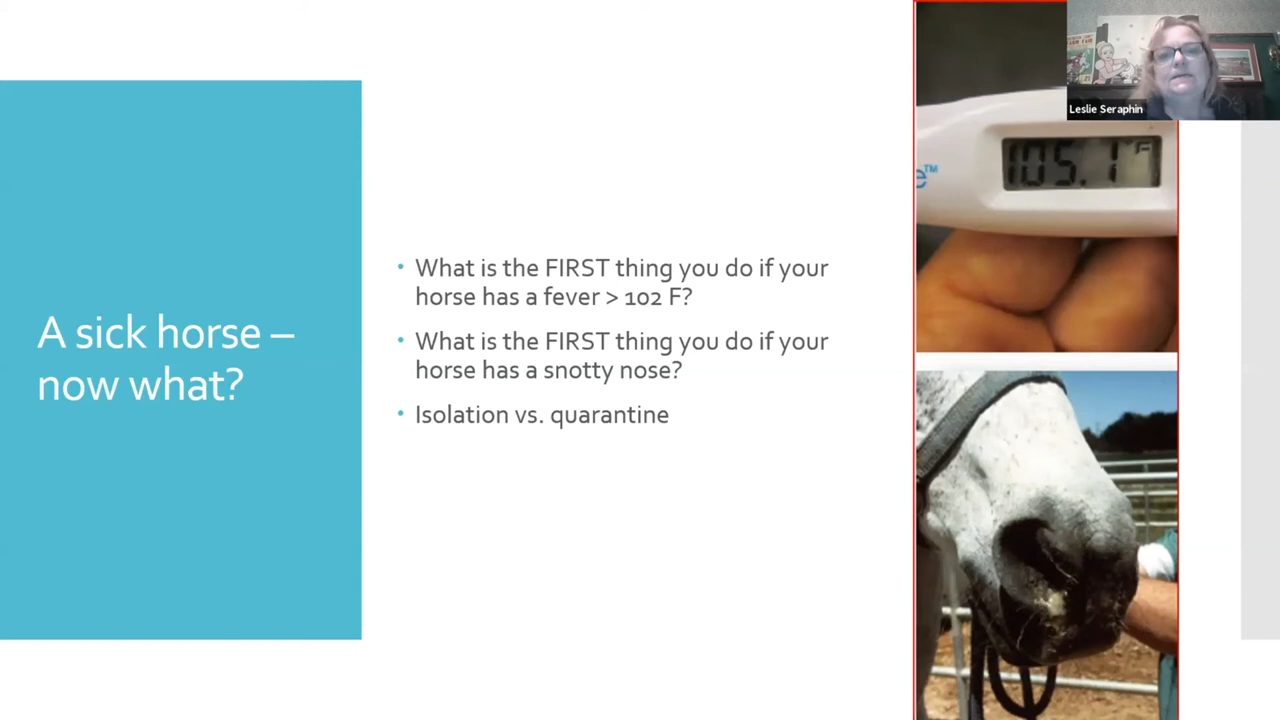 A sick horse –
now what?
• What is the FIRST thing you do if your
horse has a fever > 102 F?
• What is the FIRST thing you do if your
horse has a snotty nose?
• Isolation vs. quarantine
e™
105.1 °F
Leslie Seraphin